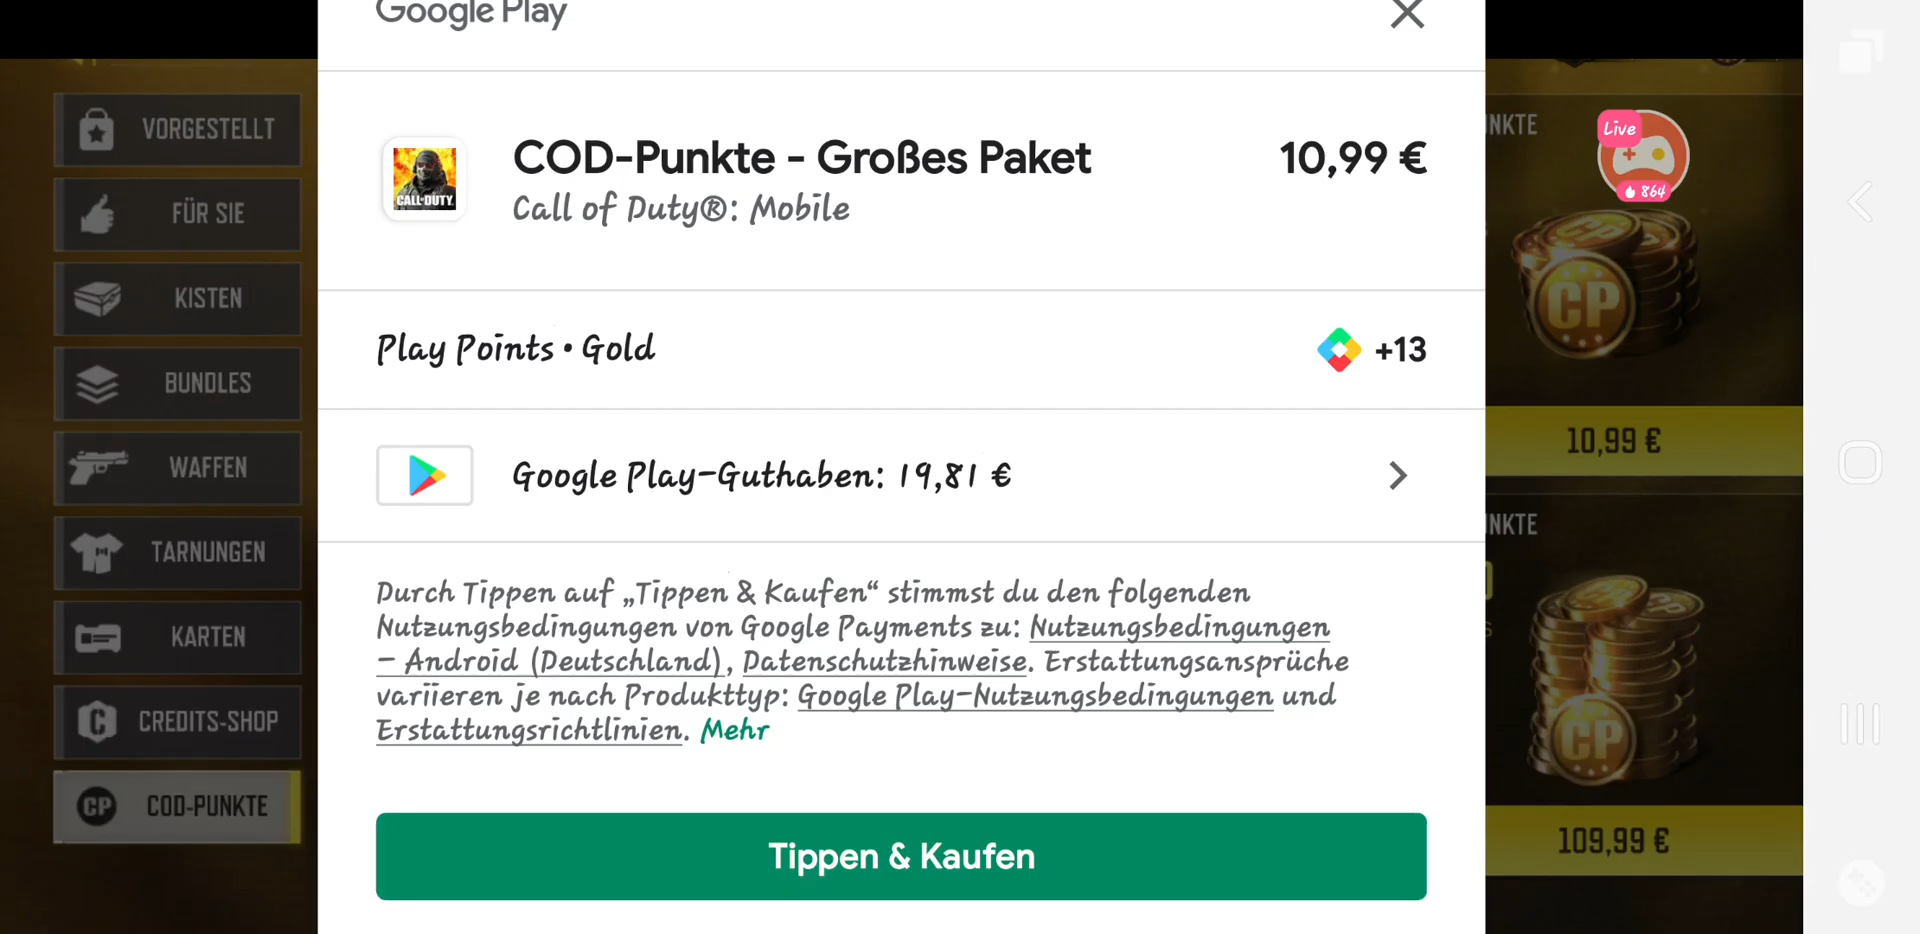 Google Play
COD-Punkte - Großes Paket
10,99 €
Call of Duty®: Mobile
CALL OF DUTY
Play Points • Gold
+13
Google Play-Guthaben: 19,81 €
Durch Tippen auf „Tippen & Kaufen“ stimmst du den folgenden
Nutzungsbedingungen von Google Payments zu: Nutzungsbedingungen
– Android (Deutschland), Datenschutzhinweise. Erstattungsansprüche
variieren je nach Produkttyp: Google Play-Nutzungsbedingungen und
Erstattungsrichtlinien. Mehr
Tippen & Kaufen
VORGESTELLT
FÜR SIE
KISTEN
BUNDLES
WAFFEN
TARNUNGEN
KARTEN
CREDITS-SHOP
CP COD-PUNKTE
Live
864
CP
10,99 €
CP
109,99 €